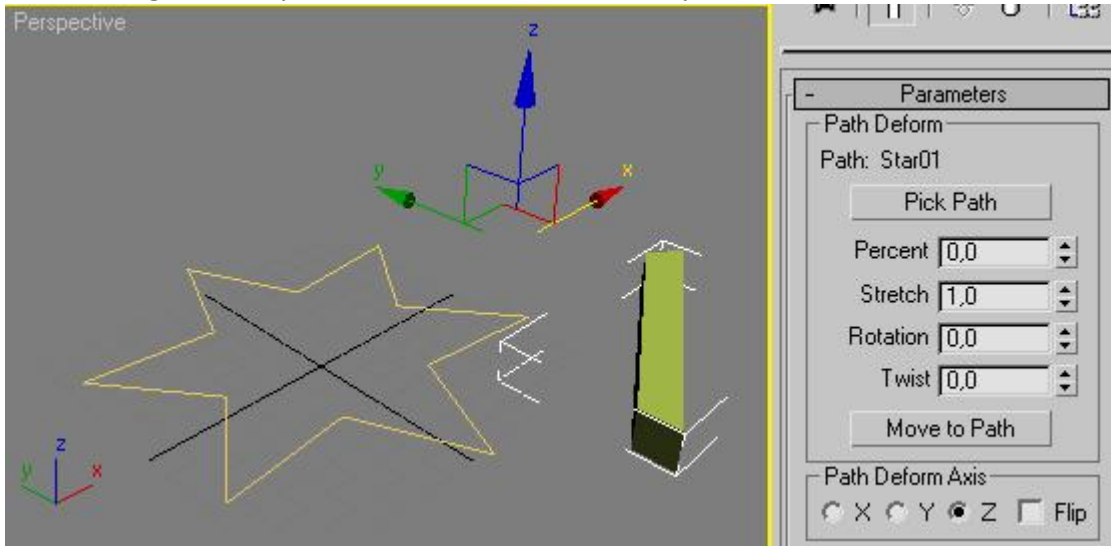 Perspective
z
y
x
z
y
x
- Parameters
Path Deform
Path: Star01
Pick Path
Percent 0,0
Stretch 1,0
Rotation 0,0
Twist 0,0
Move to Path
Path Deform Axis
X Y Z Flip